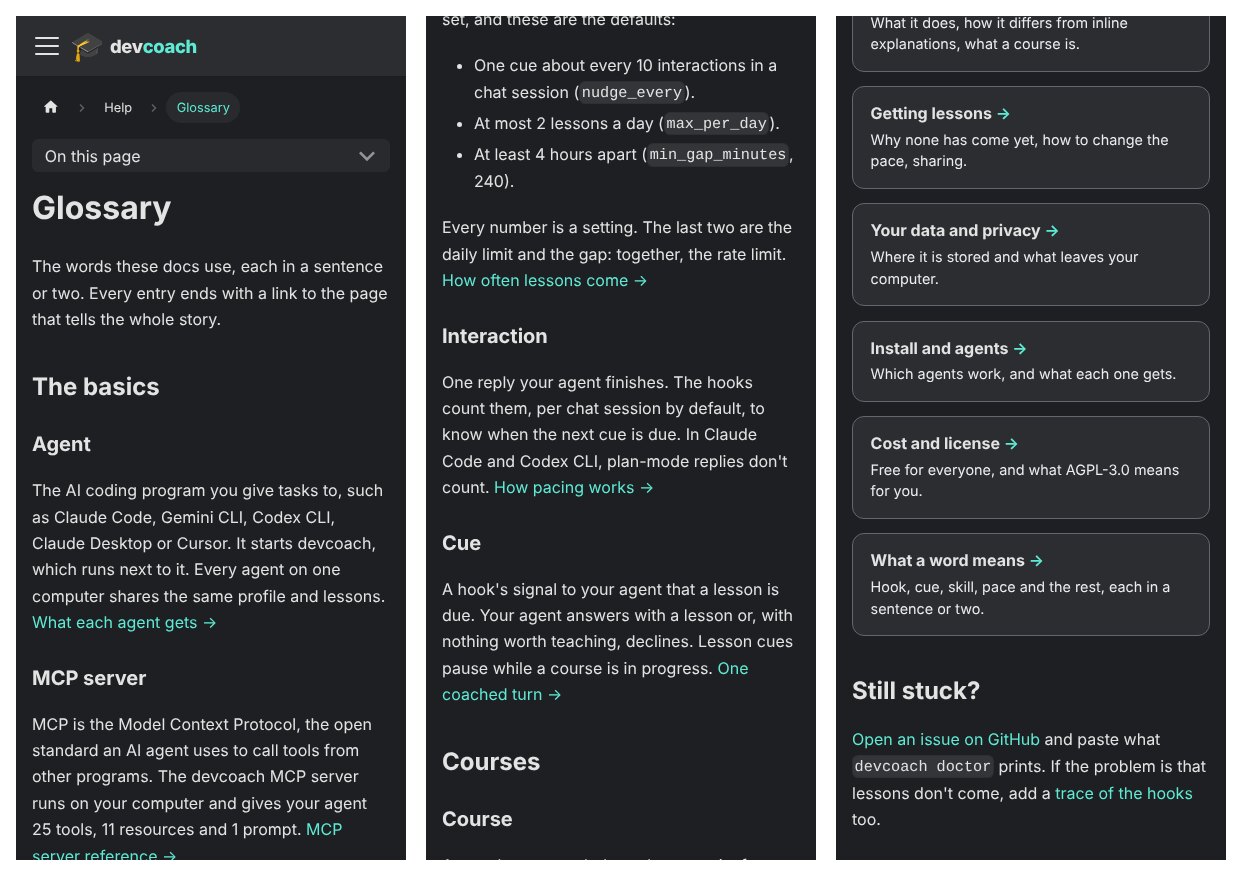 devcoach
Help
Glossary
On this page
Glossary
The words these docs use, each in a sentence
or two. Every entry ends with a link to the page
that tells the whole story.
The basics
Agent
The AI coding program you give tasks to, such
as Claude Code, Gemini CLI, Codex CLI,
Claude Desktop or Cursor. It starts devcoach,
which runs next to it. Every agent on one
computer shares the same profile and lessons.
What each agent gets →
MCP server
MCP is the Model Context Protocol, the open
standard an AI agent uses to call tools from
other programs. The devcoach MCP server
runs on your computer and gives your agent
25 tools, 11 resources and 1 prompt. MCP
server reference →
set, and these are the defaults:
• One cue about every 10 interactions in a
chat session (nudge_every).
• At most 2 lessons a day (max_per_day).
• At least 4 hours apart (min_gap_minutes,
240).
Every number is a setting. The last two are the
daily limit and the gap: together, the rate limit.
How often lessons come →
Interaction
One reply your agent finishes. The hooks
count them, per chat session by default, to
know when the next cue is due. In Claude
Code and Codex CLI, plan-mode replies don't
count. How pacing works →
Cue
A hook's signal to your agent that a lesson is
due. Your agent answers with a lesson or, with
nothing worth teaching, declines. Lesson cues
pause while a course is in progress. One
coached turn →
Courses
Course
What it does, how it differs from inline
explanations, what a course is.
Getting lessons →
Why none has come yet, how to change the
pace, sharing.
Your data and privacy →
Where it is stored and what leaves your
computer.
Install and agents →
Which agents work, and what each one gets.
Cost and license →
Free for everyone, and what AGPL-3.0 means
for you.
What a word means →
Hook, cue, skill, pace and the rest, each in a
sentence or two.
Still stuck?
Open an issue on GitHub and paste what
devcoach doctor prints. If the problem is that
lessons don't come, add a trace of the hooks
too.